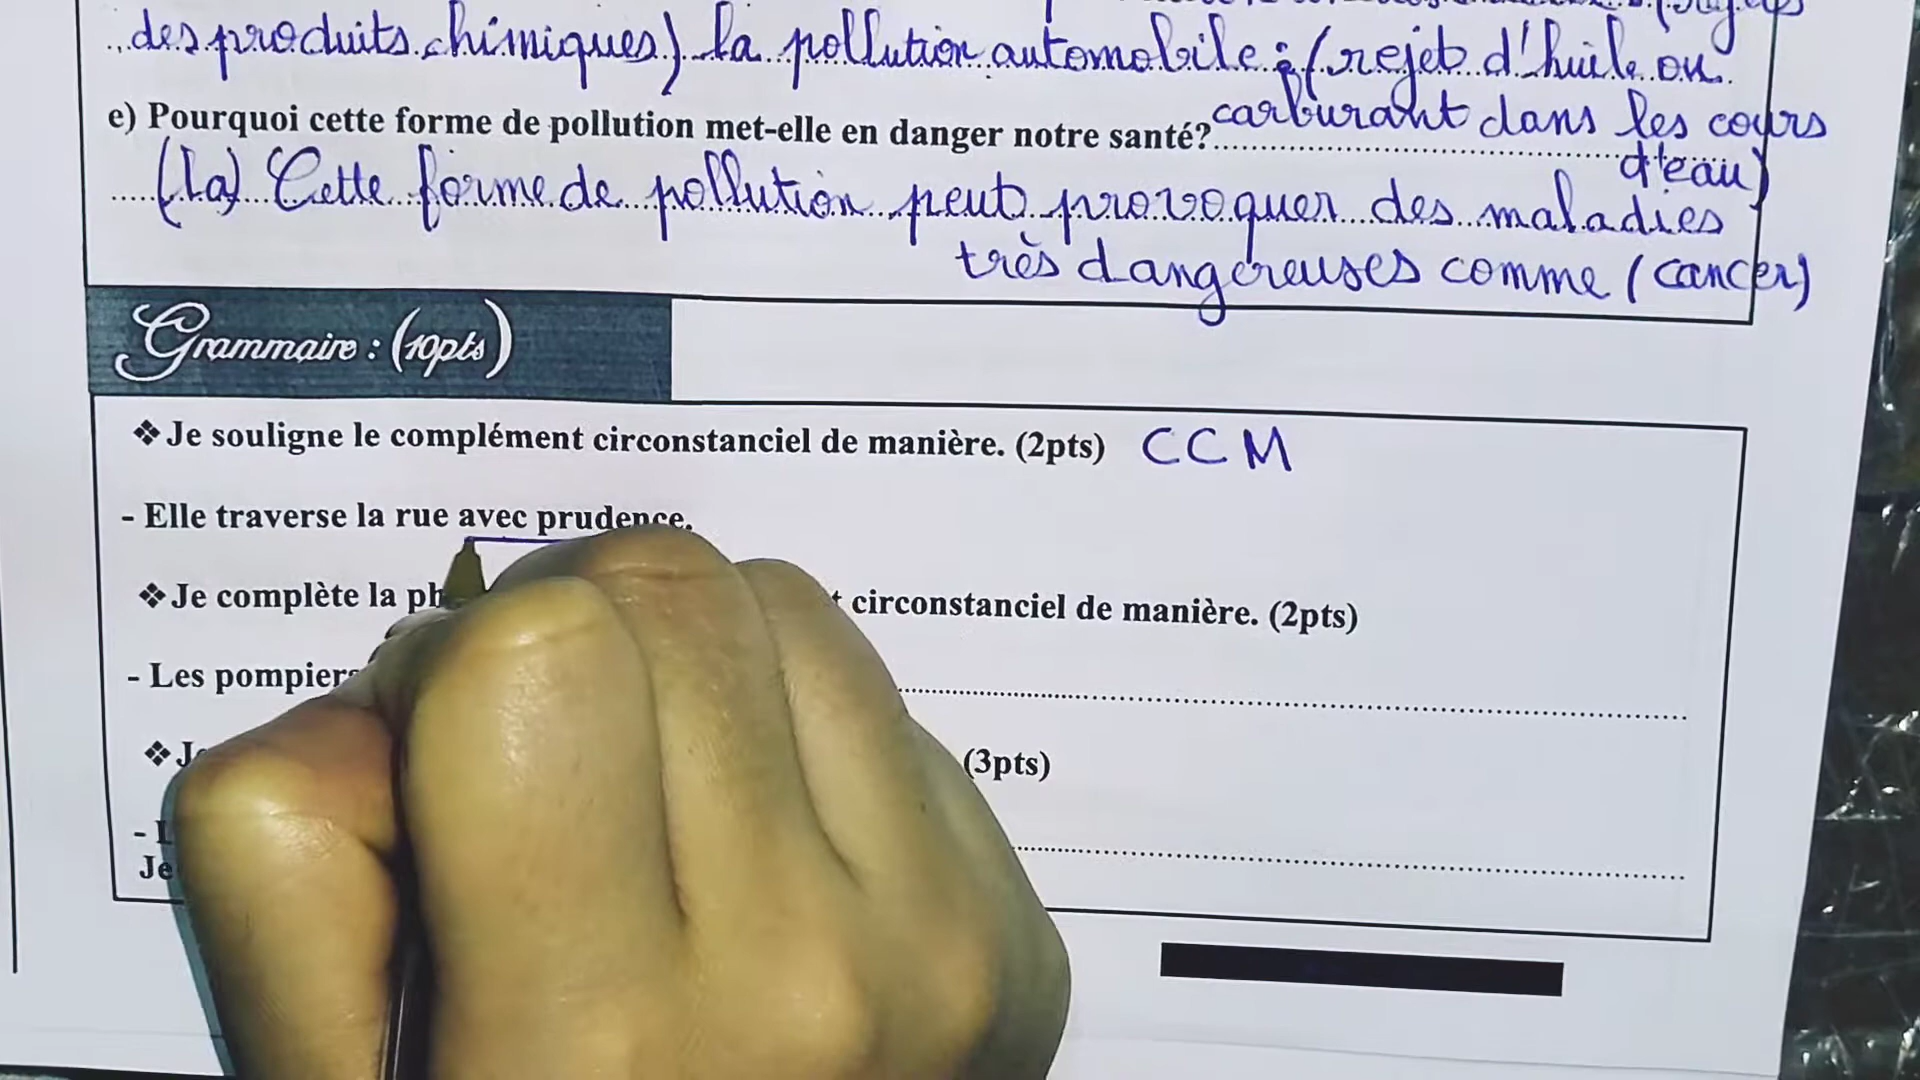 des produits chimiques) la pollution automobile : (rejet d'huile ou
carburant dans les cours
d'eau)
e) Pourquoi cette forme de pollution met-elle en danger notre santé?
(la) Cette forme de pollution peut provoquer des maladies
très dangereuses comme (cancer)
Grammaire : (10pts)
❖Je souligne le complément circonstanciel de manière. (2pts) CCM
- Elle traverse la rue avec prudence.
❖Je complète la circonstanciel de manière. (2pts)
- Les pompiers
(3pts)
Je